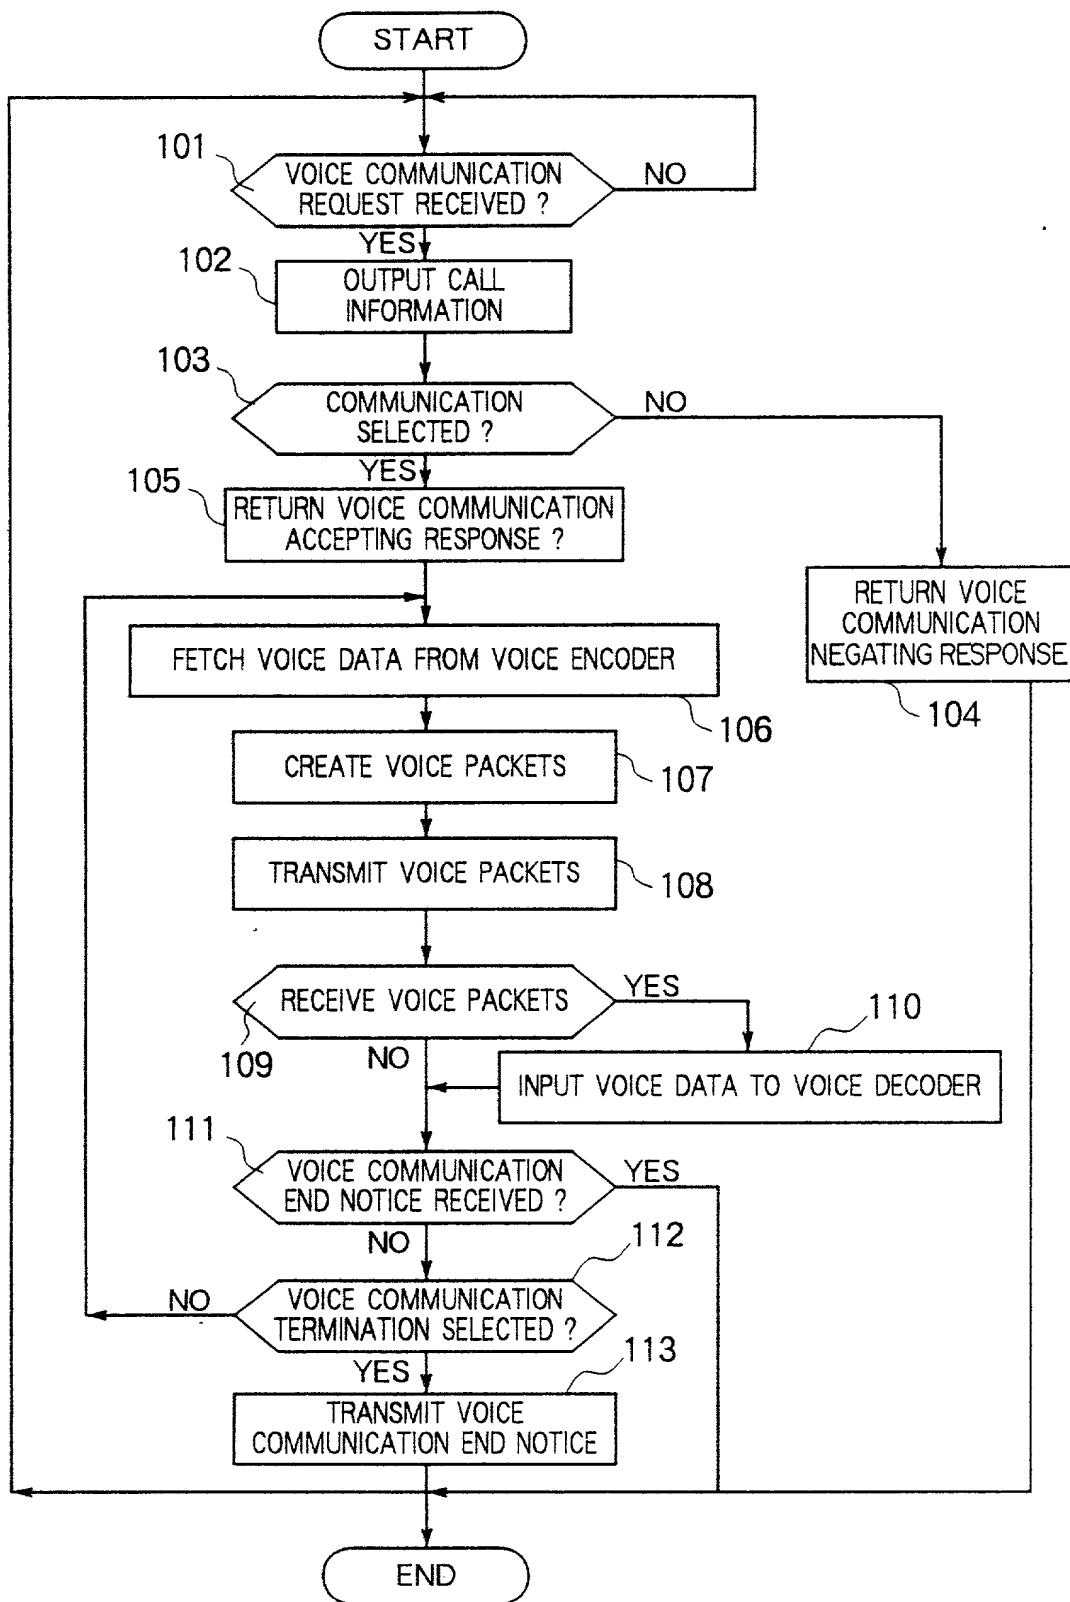 START
101
VOICE COMMUNICATION
REQUEST RECEIVED ?
NO
YES
102
OUTPUT CALL
INFORMATION
103
COMMUNICATION
SELECTED ?
NO
YES
105
RETURN VOICE COMMUNICATION
ACCEPTING RESPONSE ?
RETURN VOICE
COMMUNICATION
NEGATING RESPONSE
104
FETCH VOICE DATA FROM VOICE ENCODER
106
CREATE VOICE PACKETS
107
TRANSMIT VOICE PACKETS
108
RECEIVE VOICE PACKETS
YES
109
NO
110
INPUT VOICE DATA TO VOICE DECODER
111
VOICE COMMUNICATION
END NOTICE RECEIVED ?
YES
NO
112
VOICE COMMUNICATION
TERMINATION SELECTED ?
NO
YES
113
TRANSMIT VOICE
COMMUNICATION END NOTICE
END